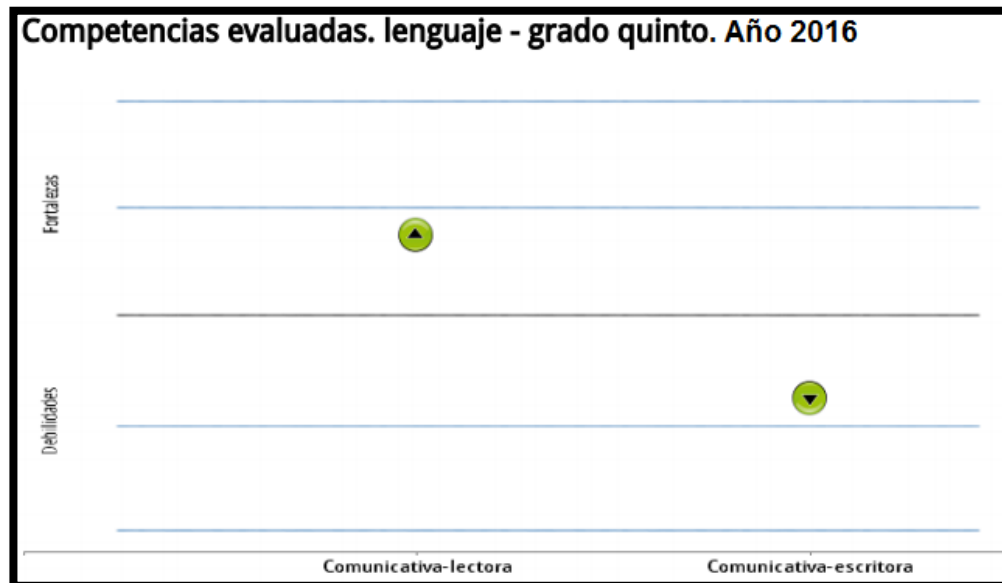 Competencias evaluadas. lenguaje - grado quinto. Año 2016
Fortalezas
Debilidades
Comunicativa-lectora
Comunicativa-escritora